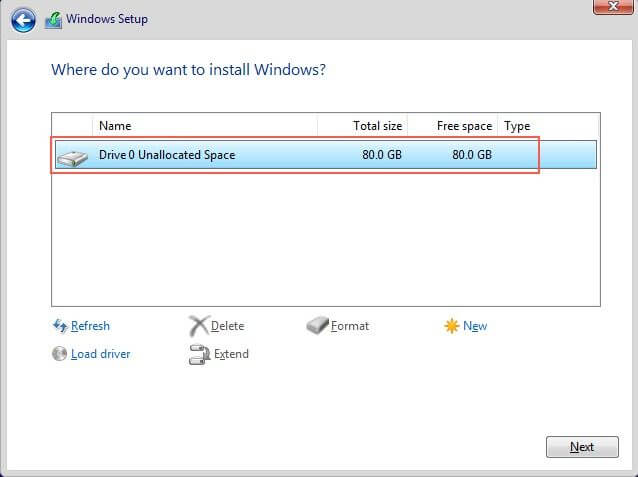 Windows Setup
Where do you want to install Windows?
Name Total size Free space Type
Drive 0 Unallocated Space 80.0 GB 80.0 GB
Refresh Delete Format New
Load driver Extend
Next